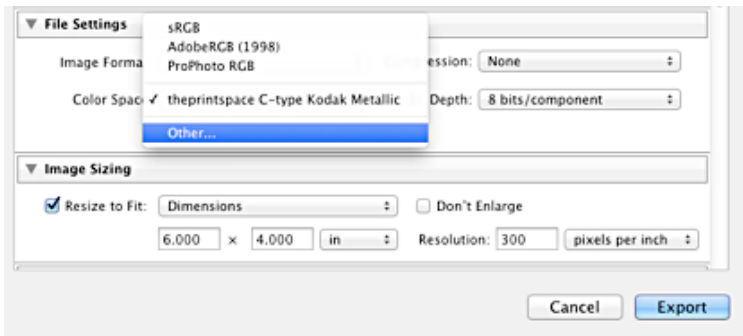 File Settings
sRGB
AdobeRGB (1998)
ProPhoto RGB
Image Forma
ession: None
Color Space ✓ theprintspace C-type Kodak Metallic
Depth: 8 bits/component
Other...
Image Sizing
Resize to Fit: Dimensions
Don't Enlarge
6.000 × 4.000 in
Resolution: 300 pixels per inch
Cancel
Export